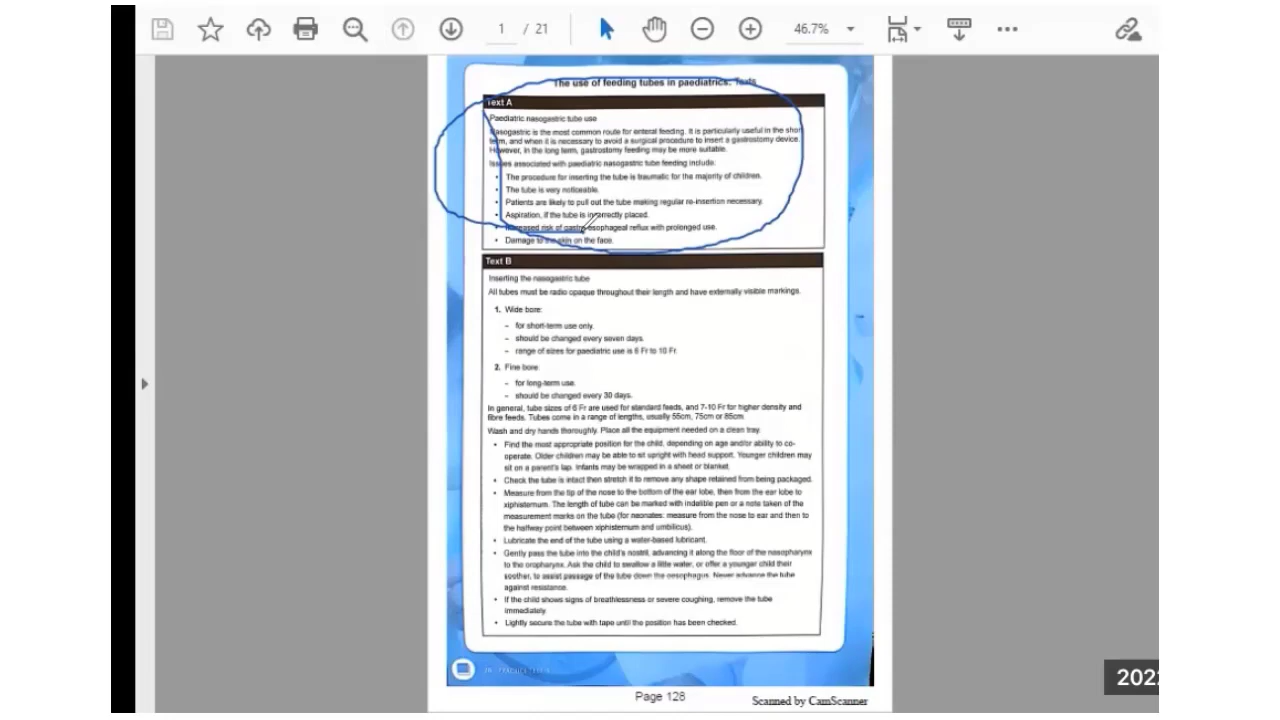 1 / 21
46.7%
The use of feeding tubes in paediatrics: Texts
Text A
Paediatric nasogastric tube use
Nasogastric is the most common route for enteral feeding. It is particularly useful in the short
term, and when it is necessary to avoid a surgical procedure to insert a gastrostomy device.
However, in the long term, gastrostomy feeding may be more suitable.
Issues associated with paediatric nasogastric tube feeding include:
• The procedure for inserting the tube is traumatic for the majority of children.
• The tube is very noticeable.
• Patients are likely to pull out the tube making regular re-insertion necessary.
• Aspiration, if the tube is incorrectly placed.
• Increased risk of gastro-esophageal reflux with prolonged use.
• Damage to the skin on the face.
Text B
Inserting the nasogastric tube
All tubes must be radio opaque throughout their length and have externally visible markings.
1. Wide bore:
- for short-term use only.
- should be changed every seven days.
- range of sizes for paediatric use is 6 Fr to 10 Fr.
2. Fine bore:
- for long-term use.
- should be changed every 30 days.
In general, tube sizes of 6 Fr are used for standard feeds, and 7-10 Fr for higher density and
fibre feeds. Tubes come in a range of lengths, usually 55cm, 75cm or 85cm
Wash and dry hands thoroughly. Place all the equipment needed on a clean tray.
• Find the most appropriate position for the child, depending on age and/or ability to co-
operate. Older children may be able to sit upright with head support. Younger children may
sit on a parent's lap. Infants may be wrapped in a sheet or blanket.
• Check the tube is intact then stretch it to remove any shape retained from being packaged.
• Measure from the tip of the nose to the bottom of the ear lobe, then from the ear lobe to
xiphisternum. The length of tube can be marked with indelible pen or a note taken of the
measurement marks on the tube (for neonates: measure from the nose to ear and then to
the halfway point between xiphisternum and umbilicus).
• Lubricate the end of the tube using a water-based lubricant.
• Gently pass the tube into the child's nostril, advancing it along the floor of the nasopharynx
to the oropharynx. Ask the child to swallow a little water, or offer a younger child their
soother, to assist passage of the tube down the oesophagus. Never advance the tube
against resistance.
• If the child shows signs of breathlessness or severe coughing, remove the tube
immediately.
• Lightly secure the tube with tape until the position has been checked.
Page 128
Scanned by CamScanner
2022